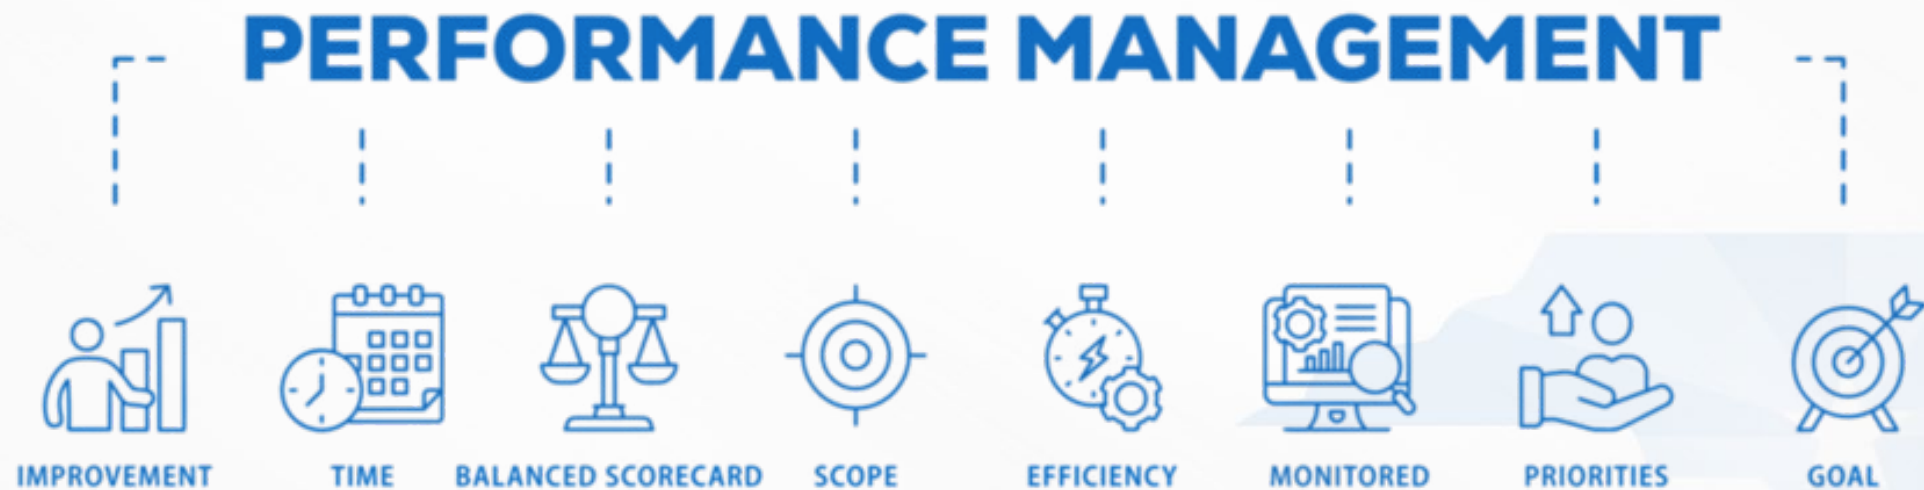 PERFORMANCE MANAGEMENT
IMPROVEMENT
TIME
BALANCED SCORECARD
SCOPE
EFFICIENCY
MONITORED
PRIORITIES
GOAL